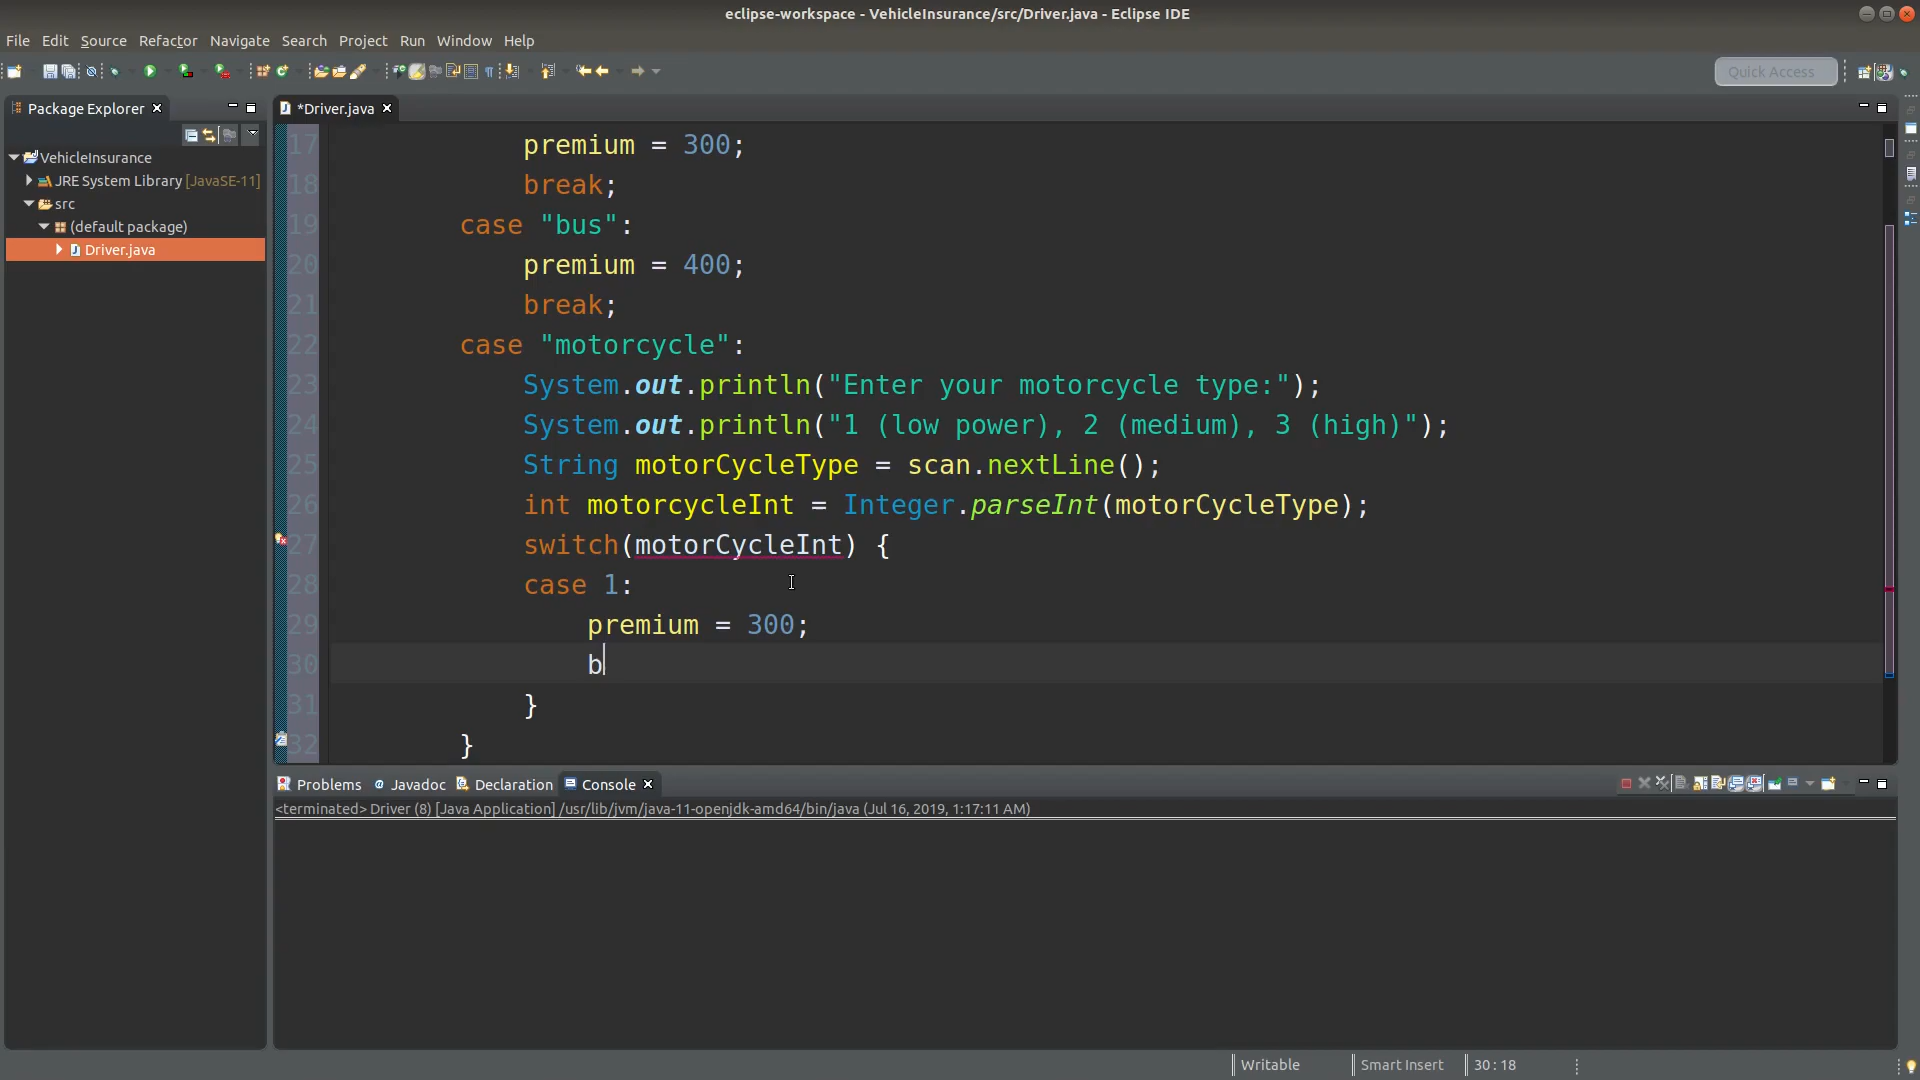 eclipse-workspace - VehicleInsurance/src/Driver.java - Eclipse IDE
File Edit Source Refactor Navigate Search Project Run Window Help
Quick Access
Package Explorer
*Driver.java
VehicleInsurance
JRE System Library [JavaSE-11]
src
(default package)
Driver.java
17 premium = 300;
18 break;
19 case "bus":
20 premium = 400;
21 break;
22 case "motorcycle":
23 System.out.println("Enter your motorcycle type:");
24 System.out.println("1 (low power), 2 (medium), 3 (high)");
25 String motorCycleType = scan.nextLine();
26 int motorcycleInt = Integer.parseInt(motorCycleType);
27 switch(motorCycleInt) {
28 case 1:
29 premium = 300;
30 b
31 }
32 }
Problems @ Javadoc Declaration Console
<terminated> Driver (8) [Java Application] /usr/lib/jvm/java-11-openjdk-amd64/bin/java (Jul 16, 2019, 1:17:11 AM)
Writable Smart Insert 30 : 18